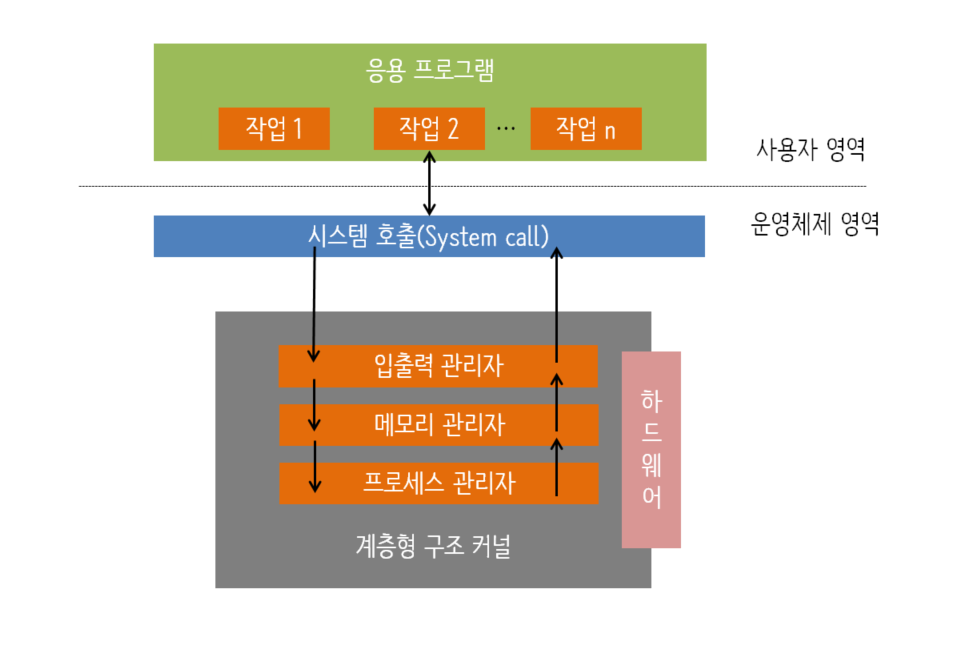 응용 프로그램
작업 1 작업 2 … 작업 n
사용자 영역
운영체제 영역
시스템 호출(System call)
입출력 관리자
메모리 관리자
프로세스 관리자
하드웨어
계층형 구조 커널